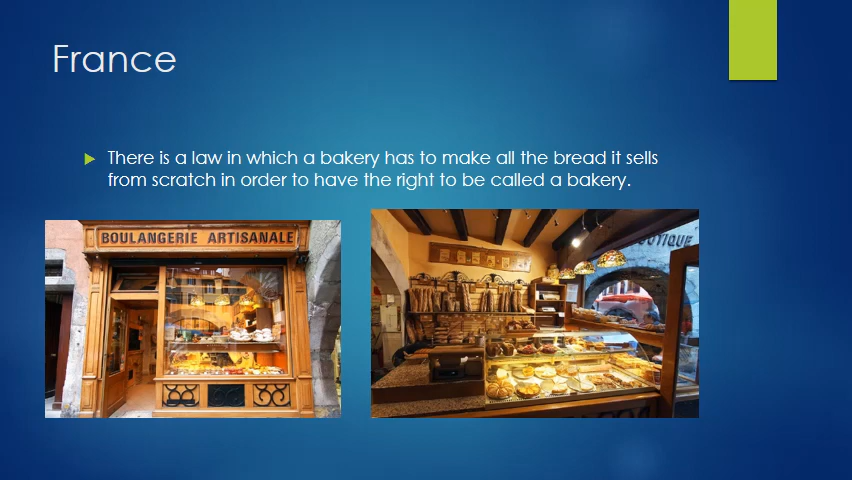 France
There is a law in which a bakery has to make all the bread it sells
from scratch in order to have the right to be called a bakery.
BOULANGERIE ARTISANALE
OUTIQUE